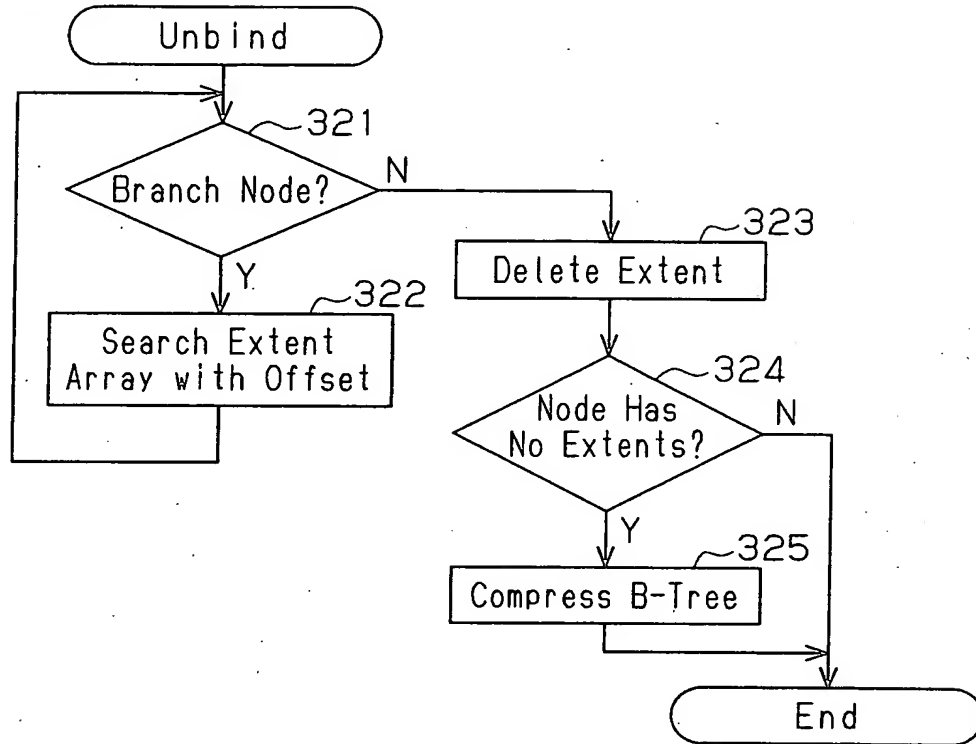 Unbind
321
Branch Node?
N
Y
322
Search Extent
Array with Offset
323
Delete Extent
324
Node Has
No Extents?
N
Y
325
Compress B-Tree
End